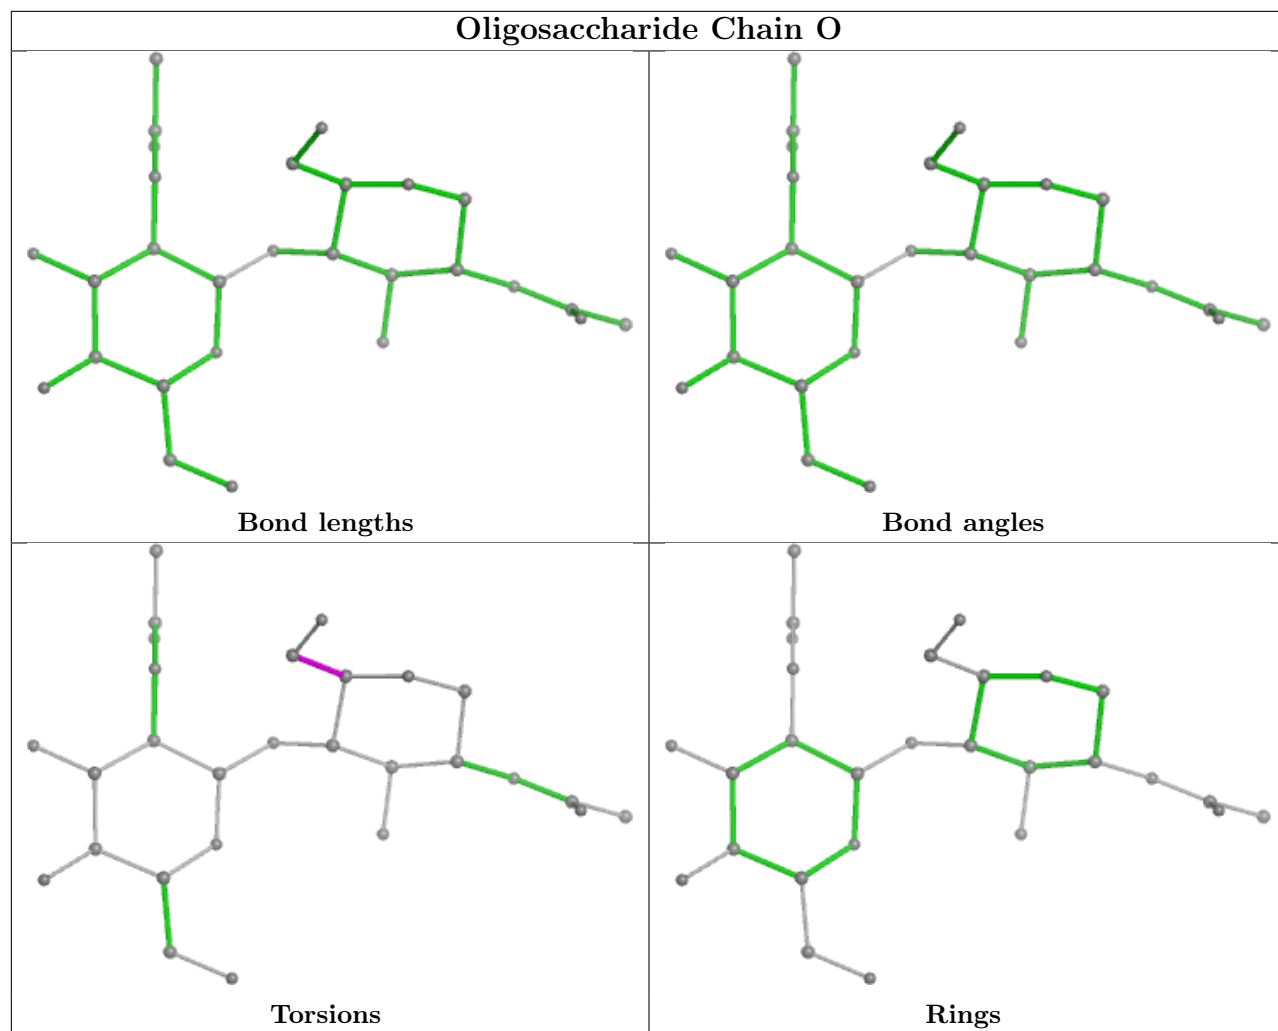 Oligosaccharide Chain O
Bond lengths
Bond angles
Torsions
Rings